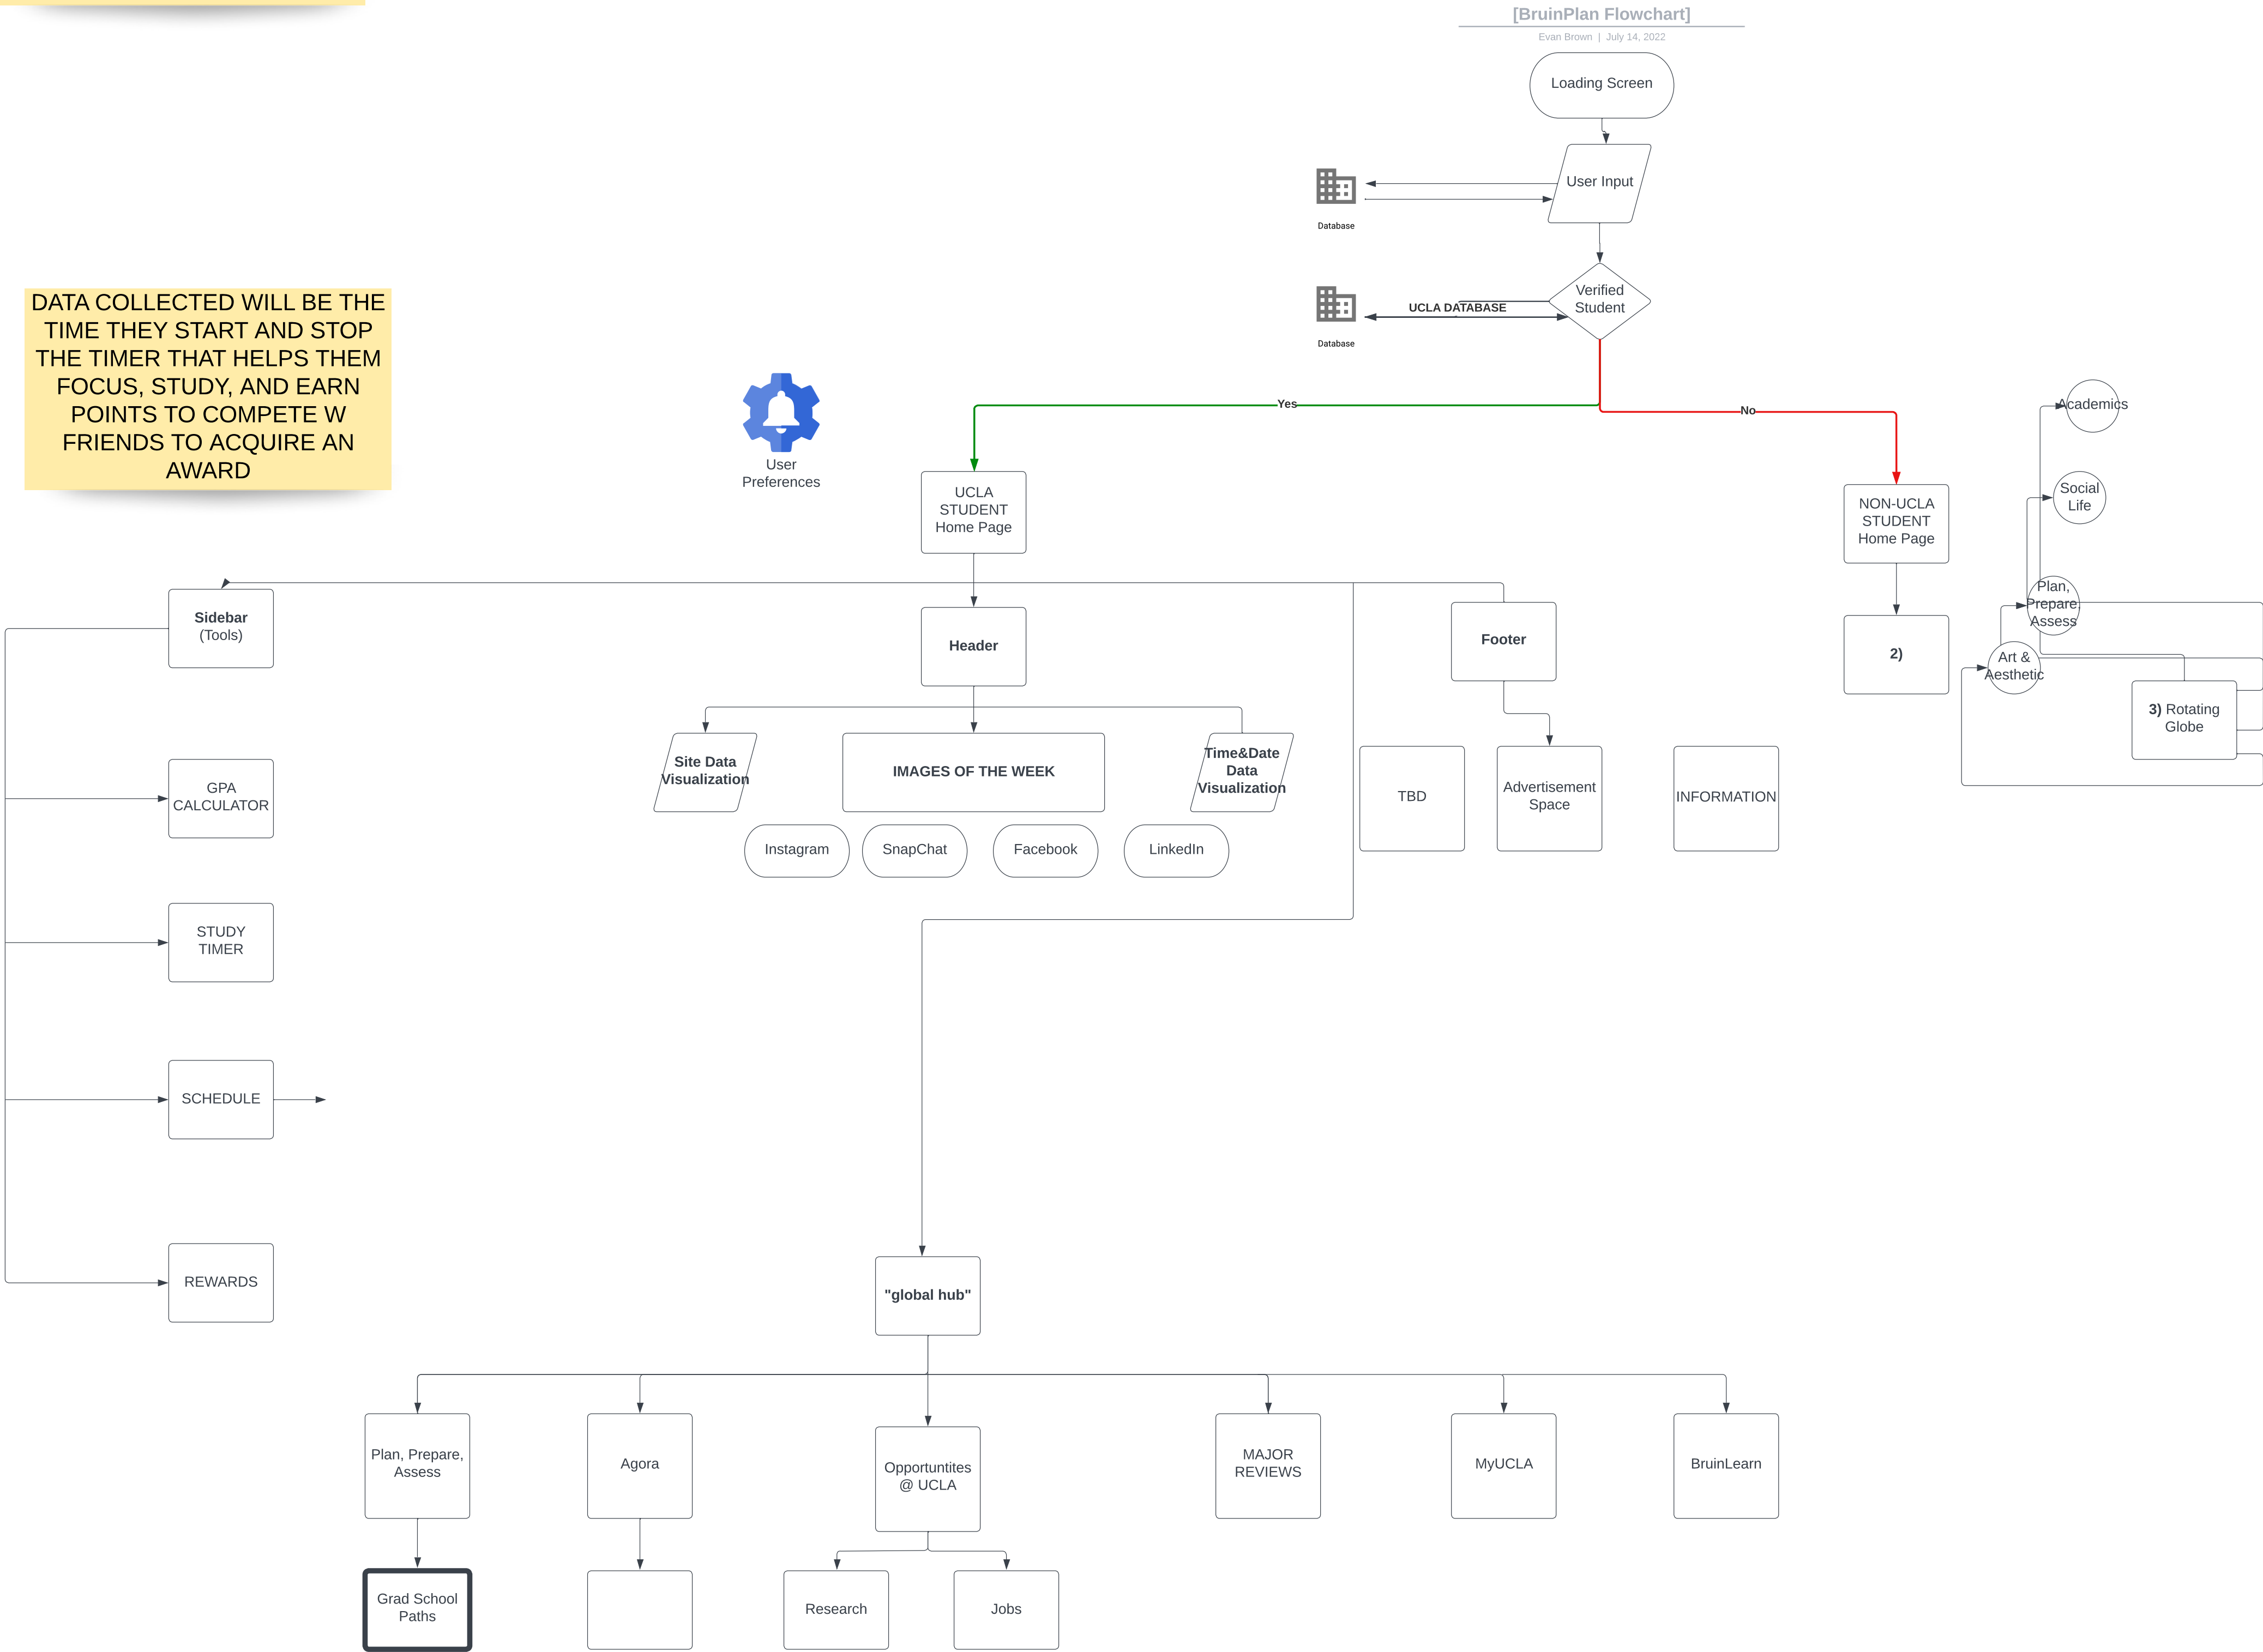 [BruinPlan Flowchart]
Evan Brown | July 14, 2022
Loading Screen
User Input
Database
Verified
Student
UCLA DATABASE
Database
DATA COLLECTED WILL BE THE
TIME THEY START AND STOP
THE TIMER THAT HELPS THEM
FOCUS, STUDY, AND EARN
POINTS TO COMPETE W
FRIENDS TO ACQUIRE AN
AWARD
User
Preferences
Yes
No
UCLA
STUDENT
Home Page
NON-UCLA
STUDENT
Home Page
Academics
Social
Life
Plan,
Prepare,
Assess
Art &
Aesthetic
3) Rotating
Globe
2)
Sidebar
(Tools)
Header
Footer
Site Data
Visualization
IMAGES OF THE WEEK
Time&Date
Data
Visualization
TBD
Advertisement
Space
INFORMATION
Instagram
SnapChat
Facebook
LinkedIn
GPA
CALCULATOR
STUDY
TIMER
SCHEDULE
REWARDS
"global hub"
Plan, Prepare,
Assess
Agora
Opportuntites
@ UCLA
MAJOR
REVIEWS
MyUCLA
BruinLearn
Grad School
Paths
Research
Jobs